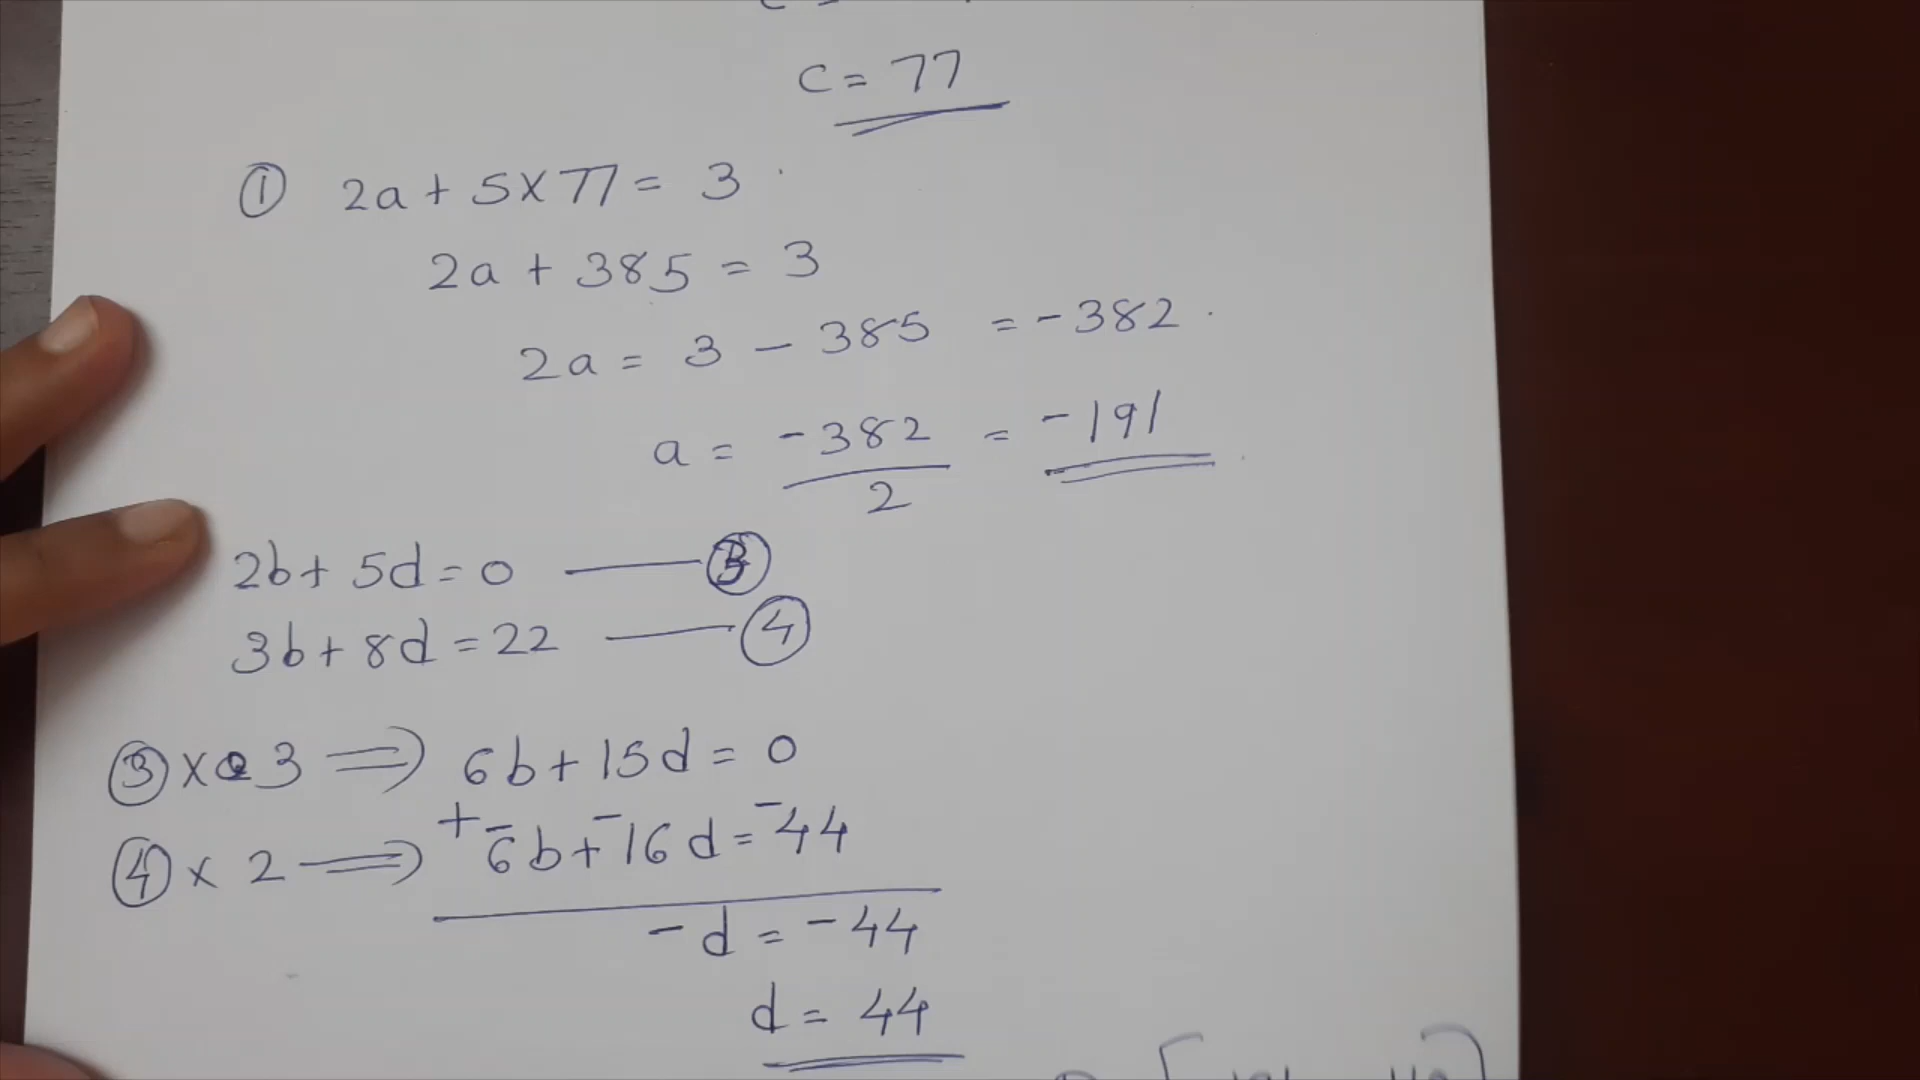 C = 77
① 2a + 5 X 77 = 3
2a + 385 = 3
2a = 3 - 385 = -382
a = -382/2 = -191
2b + 5d = 0 —— ③
3b + 8d = 22 —— ④
③ X 3 ⟹ 6b + 15d = 0
④ x 2 ⟹ + -6b + -16d = -44
-d = -44
d = 44